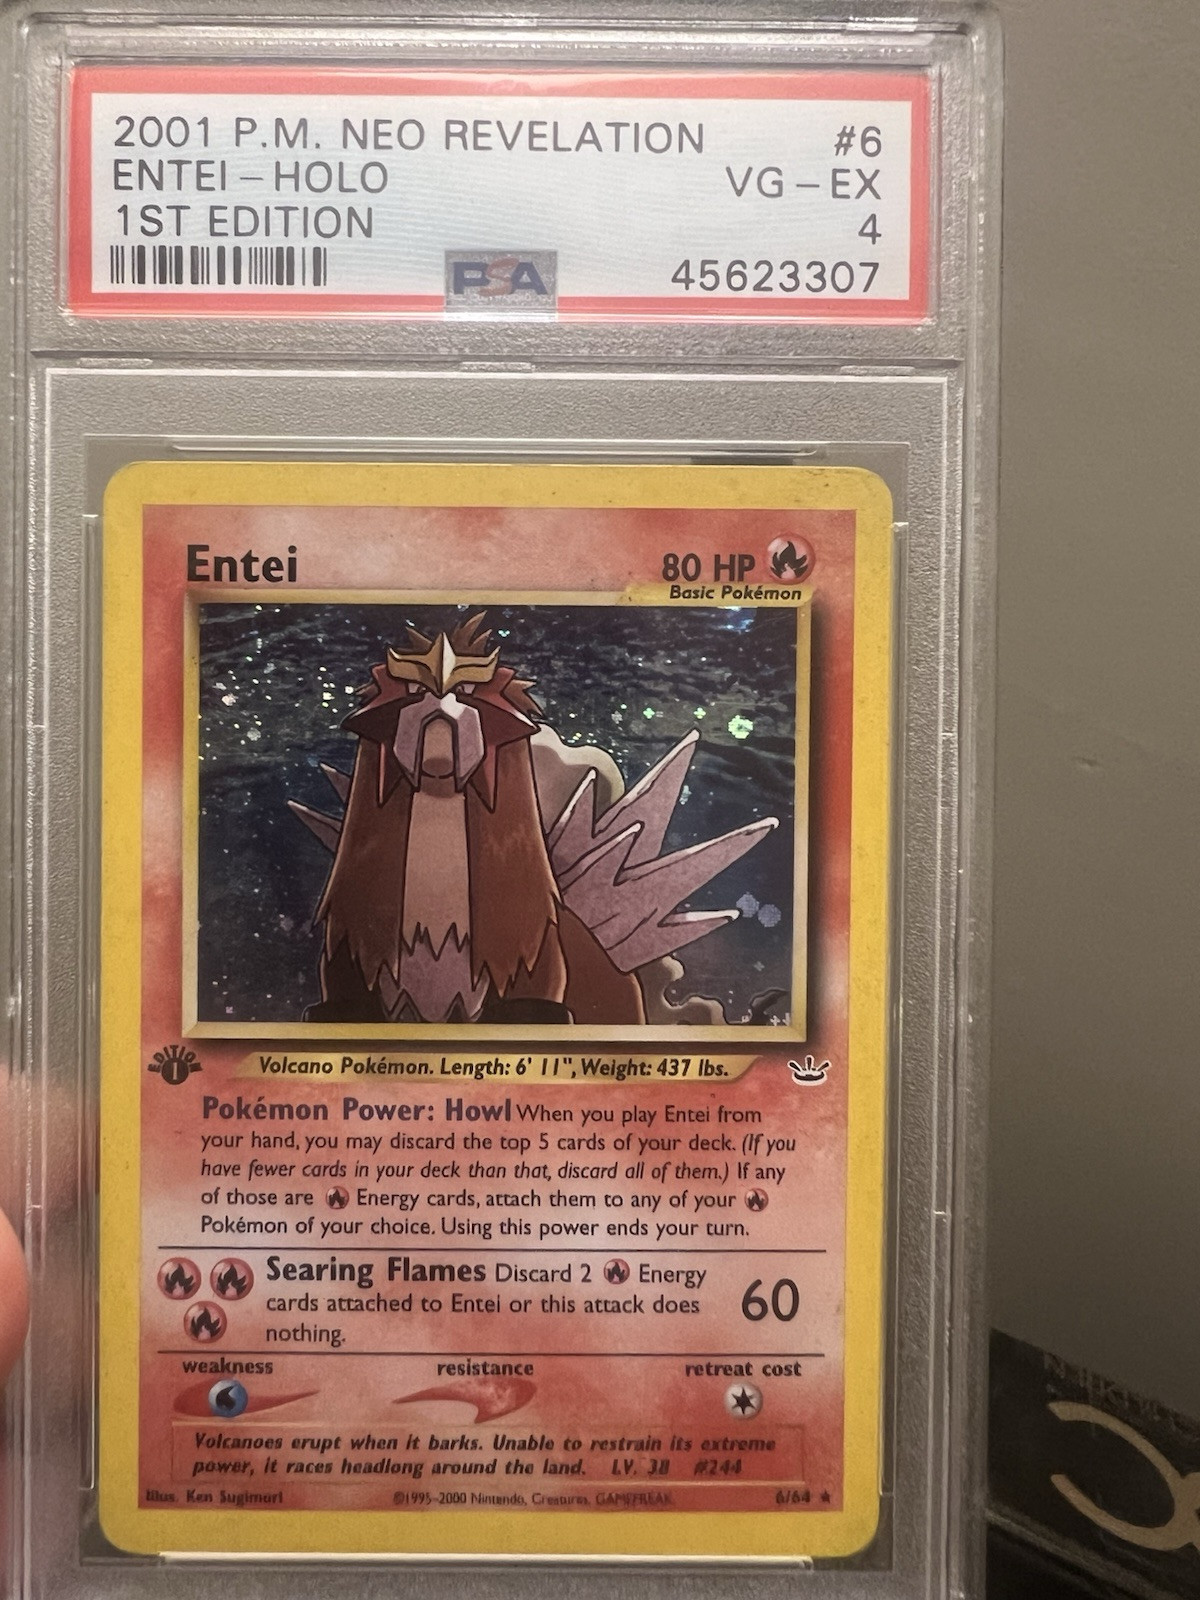 2001 P.M. NEO REVELATION #6
ENTEI - HOLO VG - EX
1ST EDITION 4
PSA 45623307
Entei 80 HP
Basic Pokémon
EDITION 1
Volcano Pokémon. Length: 6' 11", Weight: 437 lbs.
Pokémon Power: Howl When you play Entei from
your hand, you may discard the top 5 cards of your deck. (If you
have fewer cards in your deck than that, discard all of them.) If any
of those are Energy cards, attach them to any of your
Pokémon of your choice. Using this power ends your turn.
Searing Flames Discard 2 Energy
cards attached to Entei or this attack does 60
nothing.
weakness resistance retreat cost
Volcanoes erupt when it barks. Unable to restrain its extreme
power, it races headlong around the land. LV. 38 #244
Illus. Ken Sugimori ©1995-2000 Nintendo, Creatures, GAMEFREAK. 6/64 ★